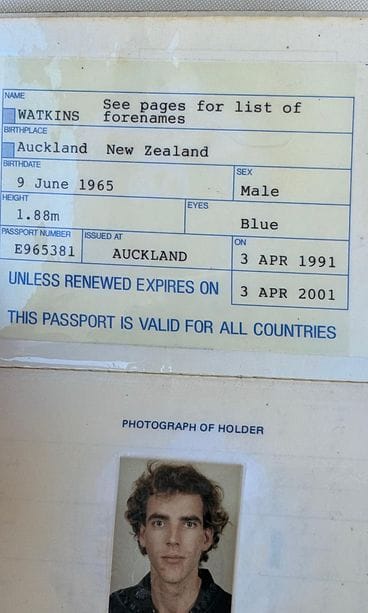 NAME
WATKINS See pages for list of
forenames
BIRTHPLACE
Auckland New Zealand
BIRTHDATE
9 June 1965
SEX
Male
HEIGHT
1.88m
EYES
Blue
PASSPORT NUMBER
E965381
ISSUED AT
AUCKLAND
ON
3 APR 1991
UNLESS RENEWED EXPIRES ON
3 APR 2001
THIS PASSPORT IS VALID FOR ALL COUNTRIES
PHOTOGRAPH OF HOLDER